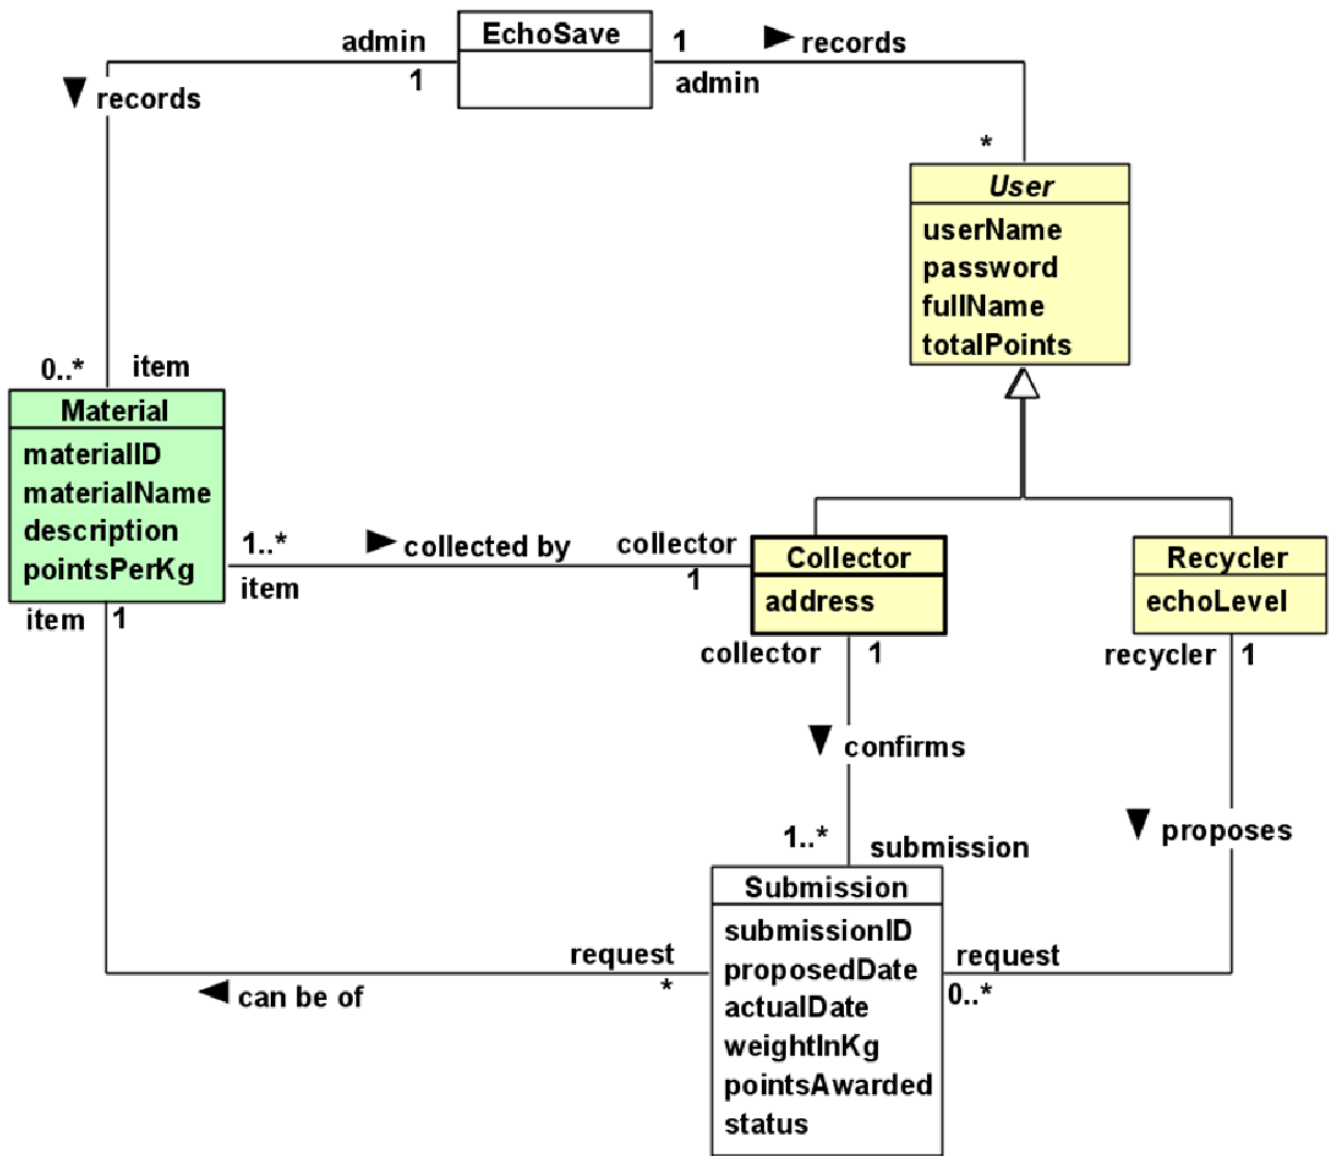 EchoSave
admin
1
records
1
records
admin
*
User
userName
password
fullName
totalPoints
0..*
item
Material
materialID
materialName
description
pointsPerKg
1..*
collected by
collector
item
1
Collector
address
Recycler
echoLevel
item
1
collector
1
recycler
1
confirms
proposes
1..*
submission
Submission
submissionID
proposedDate
actualDate
weightInKg
pointsAwarded
status
request
*
can be of
request
0..*